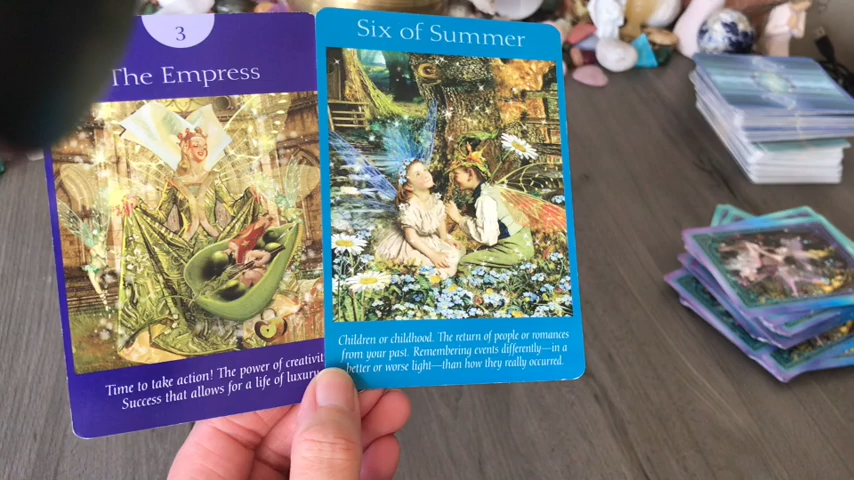 3
The Empress
Time to take action! The power of
Success that allows for a life of luxury
Six of Summer
Children or childhood. The return of people or romances
from your past. Remembering events differently—in a
better or worse light—than how they really occurred.